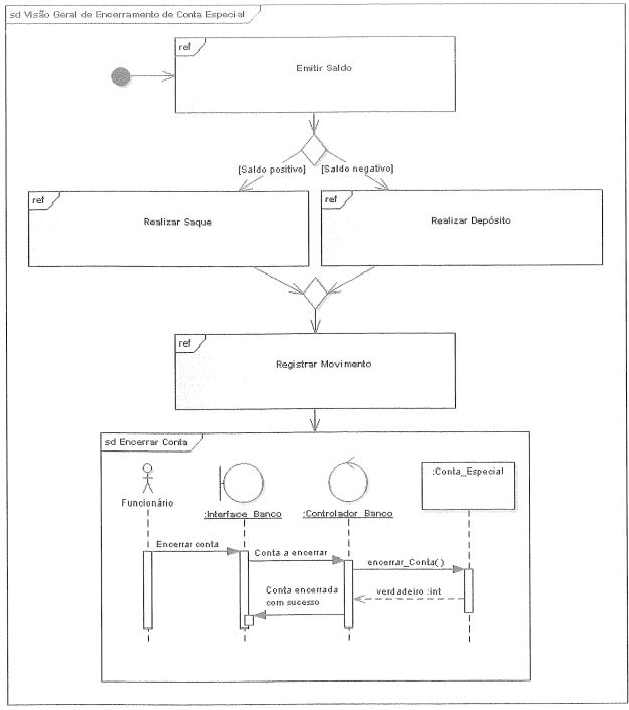 sd Visão Geral de Encerramento de Conta Especial
ref
Emitir Saldo
[Saldo positivo] [Saldo negativo]
ref
Realizar Saque
ref
Realizar Depósito
ref
Registrar Movimento
sd Encerrar Conta
Funcionário
:Interface_Banco
:Controlador_Banco
:Conta_Especial
Encerrar conta
Conta a encerrar
encerrar_Conta()
verdadeiro :int
Conta encerrada
com sucesso